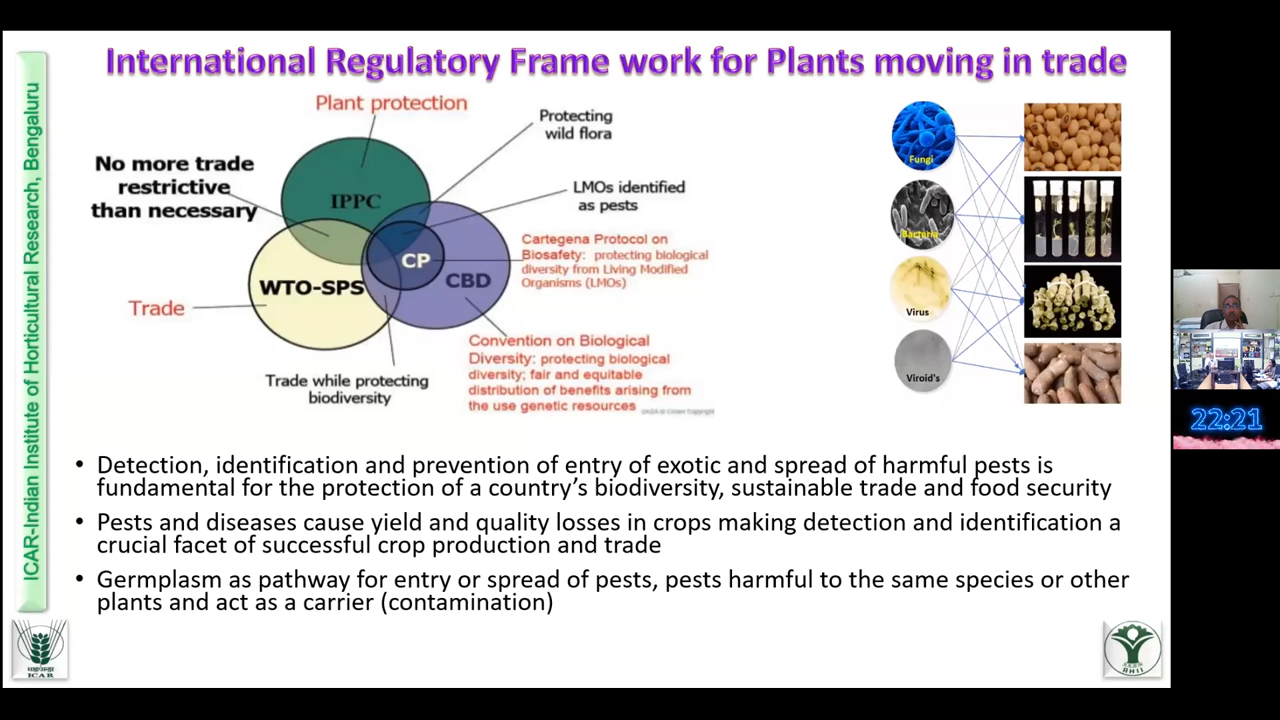 International Regulatory Frame work for Plants moving in trade
ICAR-Indian Institute of Horticultural Research, Bengaluru
Plant protection
Protecting
wild flora
No more trade
restrictive
than necessary
IPPC
LMOs identified
as pests
CP
WTO-SPS
CBD
Cartegena Protocol on
Biosafety: protecting biological
diversity from Living Modified
Organisms (LMOs)
Trade
Convention on Biological
Diversity: protecting biological
diversity; fair and equitable
distribution of benefits arising from
the use genetic resources
Trade while protecting
biodiversity
Fungi
Bacteria
Virus
Viroid's
22:21
• Detection, identification and prevention of entry of exotic and spread of harmful pests is
fundamental for the protection of a country's biodiversity, sustainable trade and food security
• Pests and diseases cause yield and quality losses in crops making detection and identification a
crucial facet of successful crop production and trade
• Germplasm as pathway for entry or spread of pests, pests harmful to the same species or other
plants and act as a carrier (contamination)
ICAR